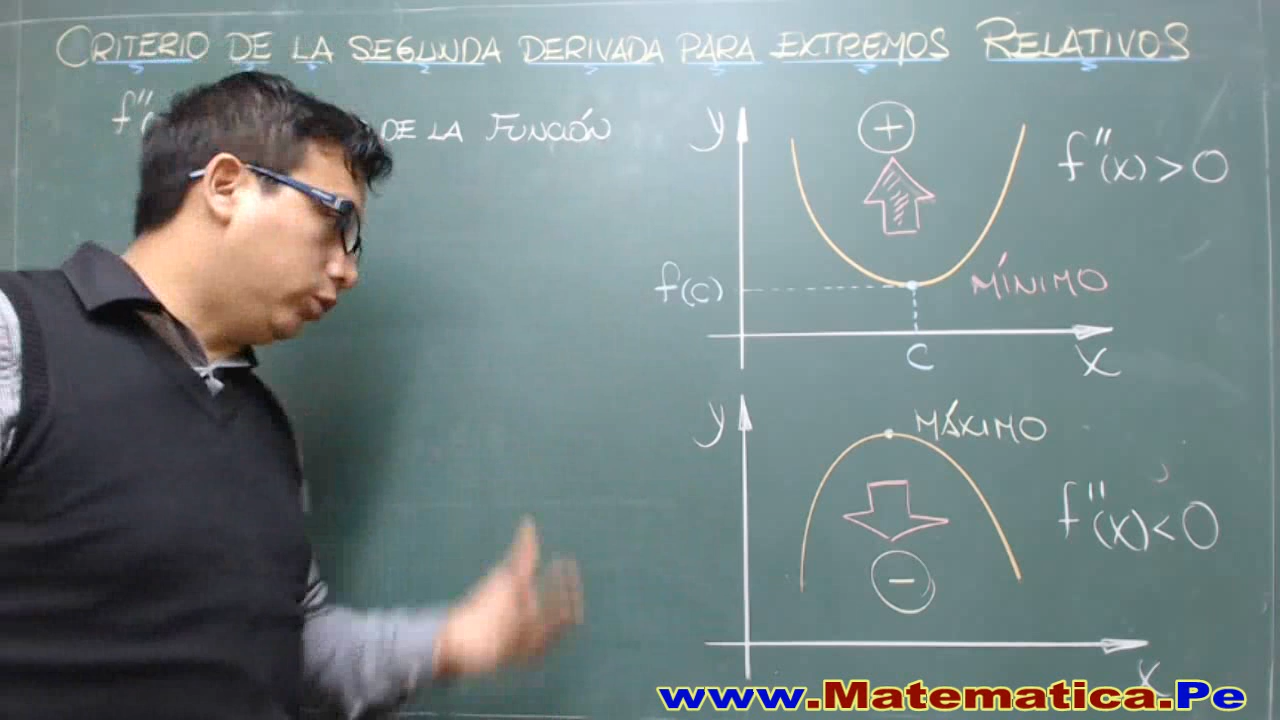 CRITERIO DE LA SEGUNDA DERIVADA PARA EXTREMOS RELATIVOS
f'' DE LA FUNCIÓN
y
+
f''(x) > 0
f(c)
MÍNIMO
c
x
y
MÁXIMO
f''(x) < 0
−
x
www.Matematica.Pe